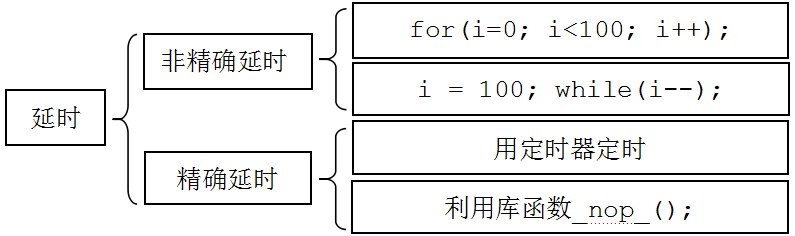 延时
非精确延时
for(i=0; i<100; i++);
i = 100; while(i--);
精确延时
用定时器定时
利用库函数_nop_();